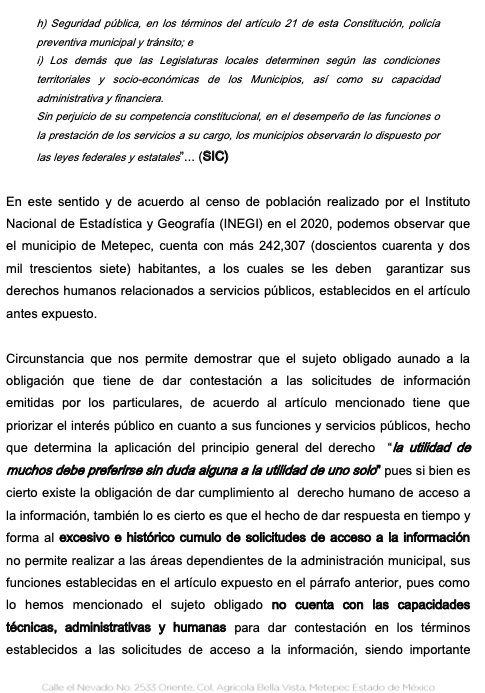 h) Seguridad pública, en los términos del artículo 21 de esta Constitución, policía
preventiva municipal y tránsito; e
i) Los demás que las Legislaturas locales determinen según las condiciones
territoriales y socio-económicas de los Municipios, así como su capacidad
administrativa y financiera.
Sin perjuicio de su competencia constitucional, en el desempeño de las funciones o
la prestación de los servicios a su cargo, los municipios observarán lo dispuesto por
las leyes federales y estatales"... (SIC)
En este sentido y de acuerdo al censo de población realizado por el Instituto
Nacional de Estadística y Geografía (INEGI) en el 2020, podemos observar que
el municipio de Metepec, cuenta con más 242,307 (doscientos cuarenta y dos
mil trescientos siete) habitantes, a los cuales se les deben garantizar sus
derechos humanos relacionados a servicios públicos, establecidos en el artículo
antes expuesto.
Circunstancia que nos permite demostrar que el sujeto obligado aunado a la
obligación que tiene de dar contestación a las solicitudes de información
emitidas por los particulares, de acuerdo al artículo mencionado tiene que
priorizar el interés público en cuanto a sus funciones y servicios públicos, hecho
que determina la aplicación del principio general del derecho "la utilidad de
muchos debe preferirse sin duda alguna a la utilidad de uno solo" pues si bien es
cierto existe la obligación de dar cumplimiento al derecho humano de acceso a
la información, también lo es cierto es que el hecho de dar respuesta en tiempo y
forma al excesivo e histórico cumulo de solicitudes de acceso a la información
no permite realizar a las áreas dependientes de la administración municipal, sus
funciones establecidas en el artículo expuesto en el párrafo anterior, pues como
lo hemos mencionado el sujeto obligado no cuenta con las capacidades
técnicas, administrativas y humanas para dar contestación en los términos
establecidos a las solicitudes de acceso a la información, siendo importante
Calle el Nevado No. 2533 Oriente, Col. Agrícola Bella Vista, Metepec Estado de México